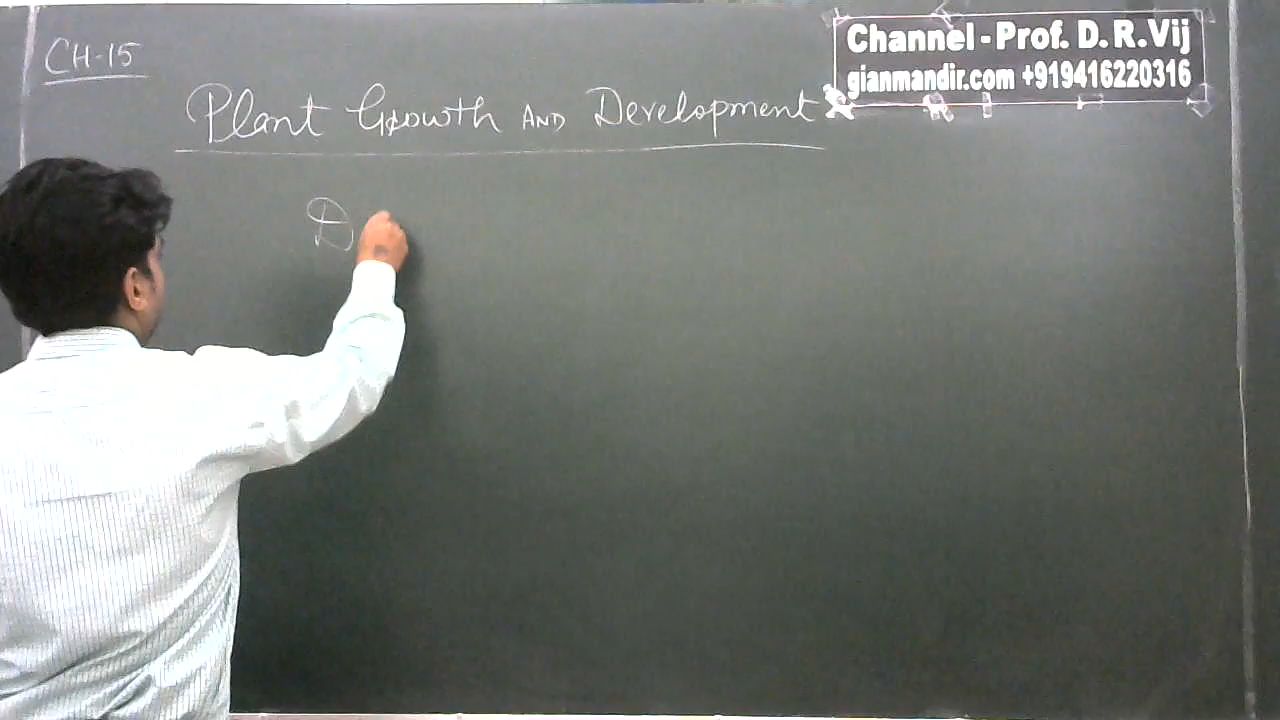 CH-15
Channel - Prof. D. R. Vij
gianmandir.com +919416220316
Plant Growth AND Development
D